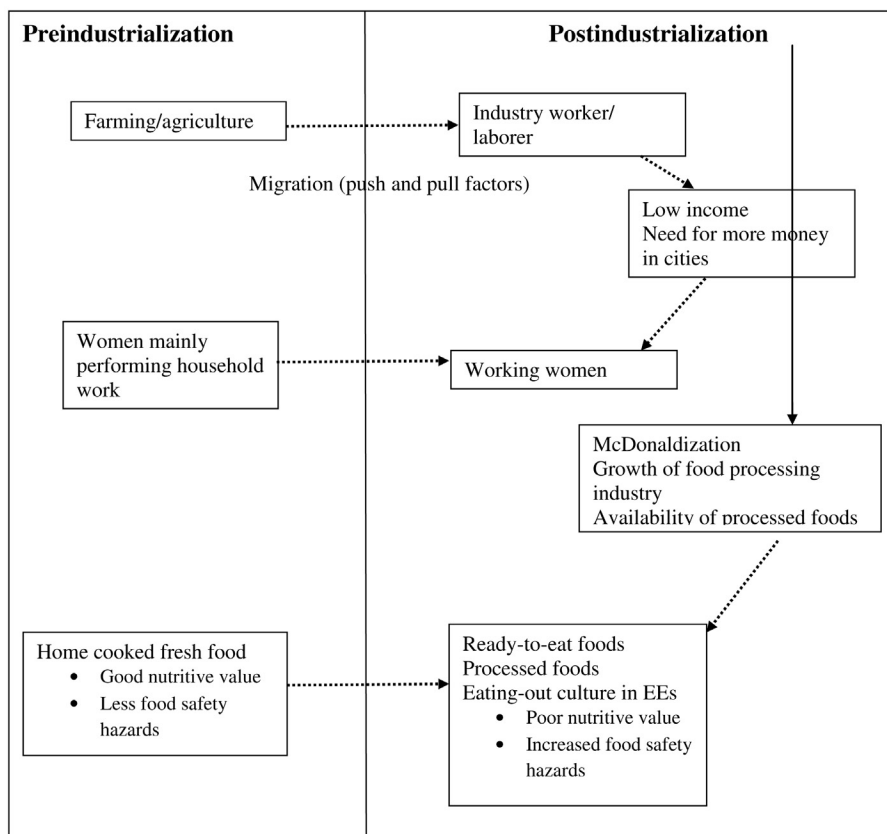 Preindustrialization
Postindustrialization
Farming/agriculture
Industry worker/
laborer
Migration (push and pull factors)
Low income
Need for more money
in cities
Women mainly
performing household
work
Working women
McDonaldization
Growth of food processing
industry
Availability of processed foods
Home cooked fresh food
• Good nutritive value
• Less food safety
hazards
Ready-to-eat foods
Processed foods
Eating-out culture in EEs
• Poor nutritive value
• Increased food safety
hazards